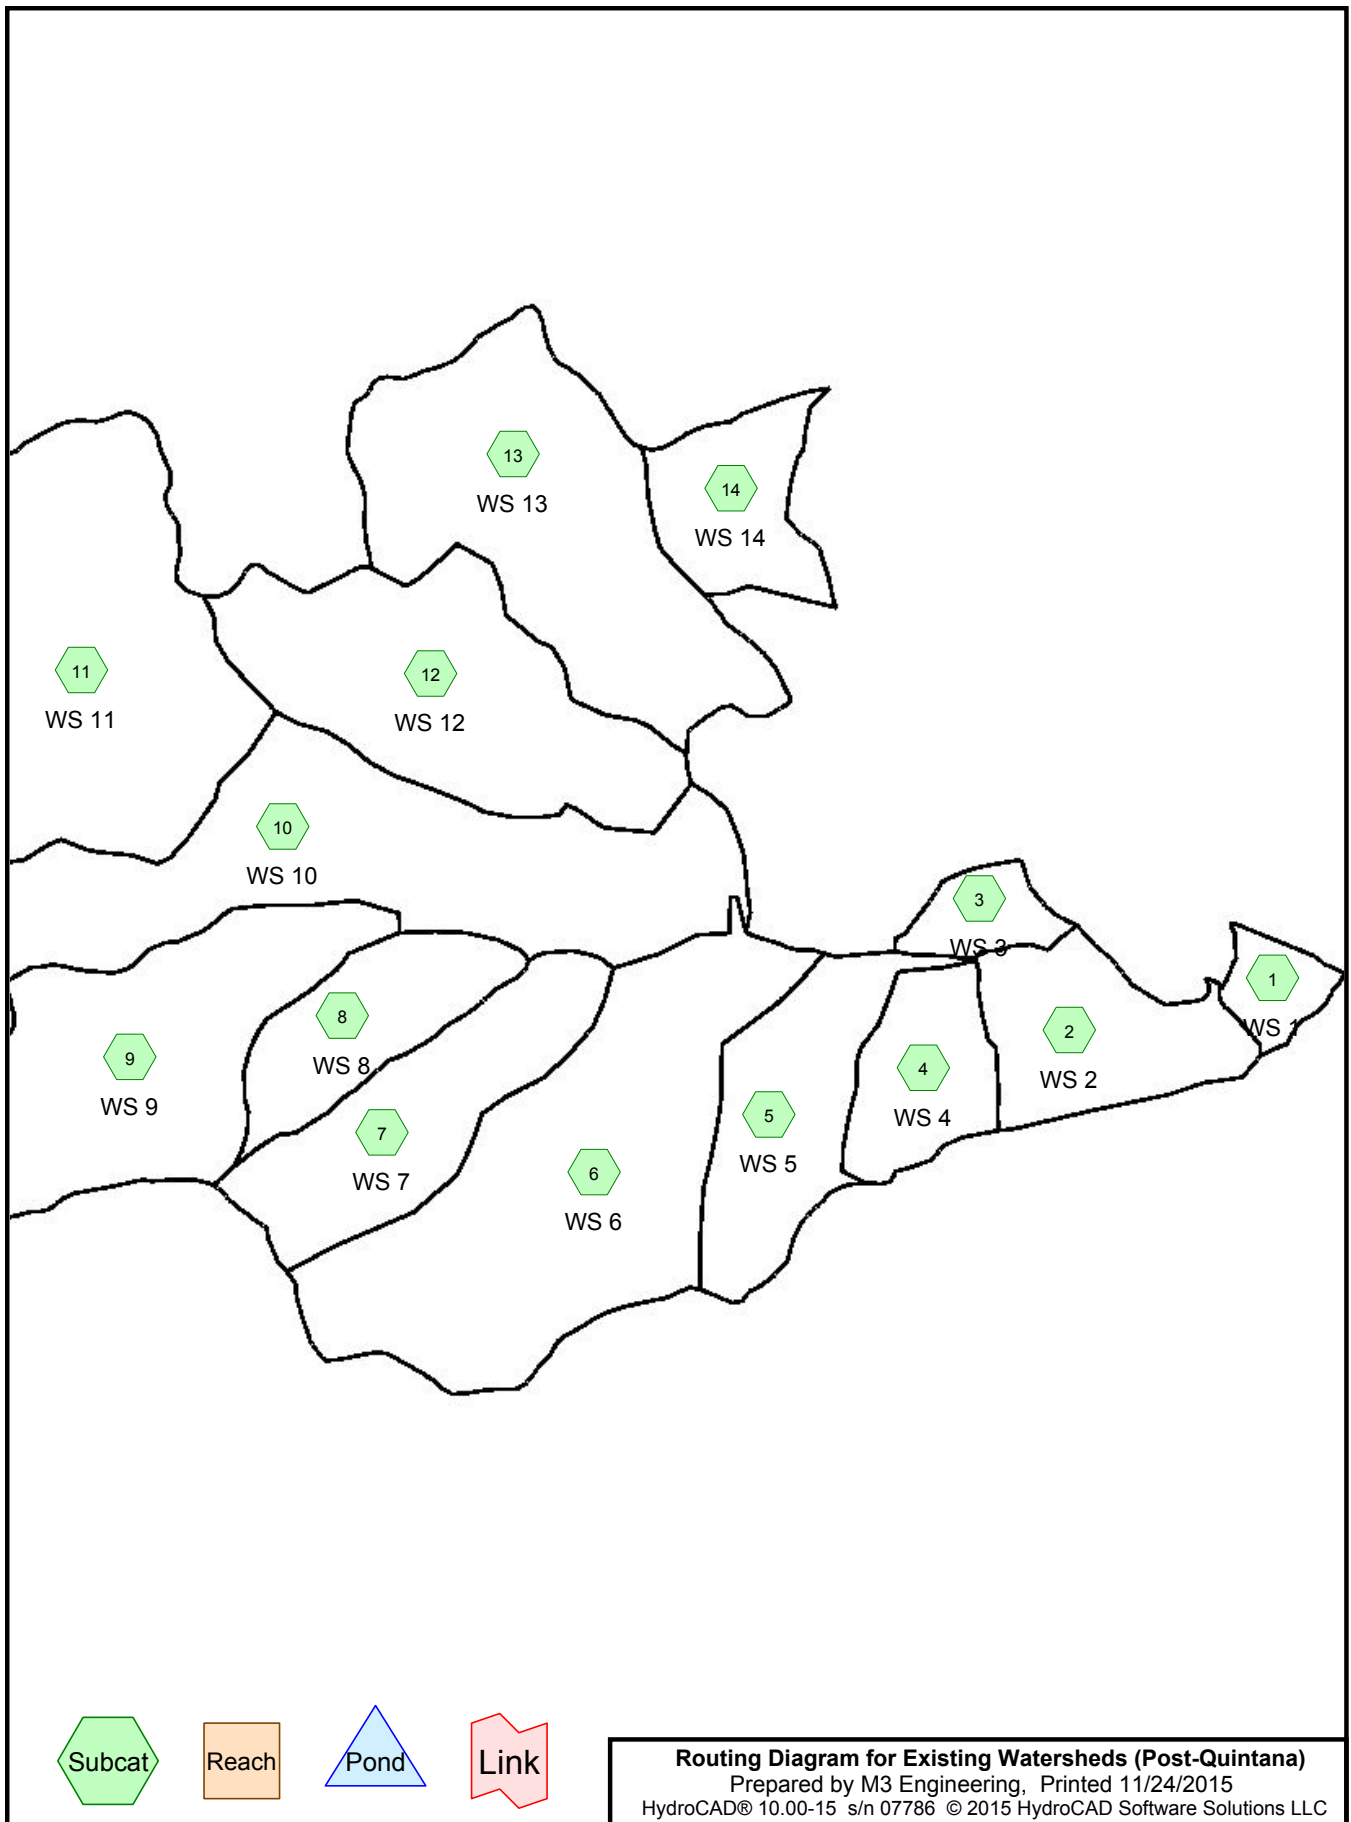 13
WS 13
14
WS 14
11
WS 11
12
WS 12
10
WS 10
3
WS 3
1
WS 1
2
WS 2
8
WS 8
9
WS 9
4
WS 4
5
WS 5
7
WS 7
6
WS 6
Subcat
Reach
Pond
Link
Routing Diagram for Existing Watersheds (Post-Quintana)
Prepared by M3 Engineering, Printed 11/24/2015
HydroCAD® 10.00-15 s/n 07786 © 2015 HydroCAD Software Solutions LLC